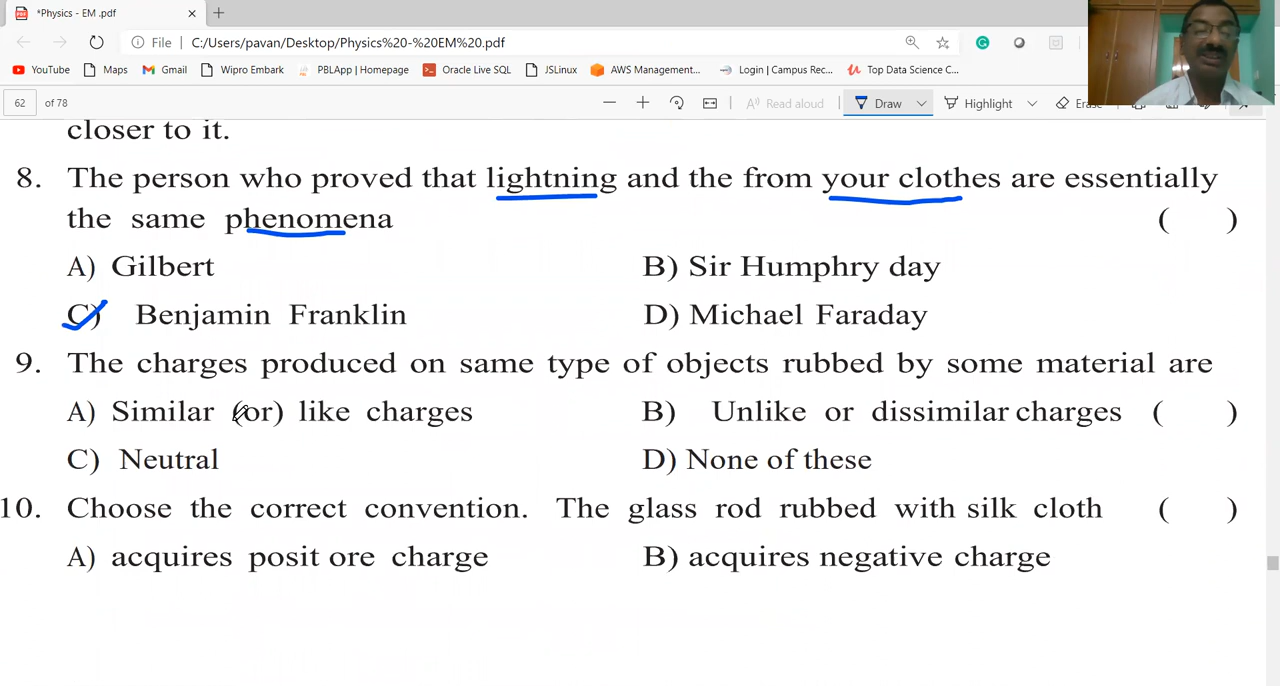 *Physics - EM .pdf
File C:/Users/pavan/Desktop/Physics%20-%20EM%20.pdf
YouTube Maps Gmail Wipro Embark PBLApp | Homepage Oracle Live SQL JSLinux AWS Management... Login | Campus Rec... Top Data Science C...
62 of 78 Read aloud Draw Highlight
closer to it.
8. The person who proved that lightning and the from your clothes are essentially
the same phenomena ( )
A) Gilbert B) Sir Humphry day
C) Benjamin Franklin D) Michael Faraday
9. The charges produced on same type of objects rubbed by some material are
A) Similar (or) like charges B) Unlike or dissimilar charges ( )
C) Neutral D) None of these
10. Choose the correct convention. The glass rod rubbed with silk cloth ( )
A) acquires posit ore charge B) acquires negative charge